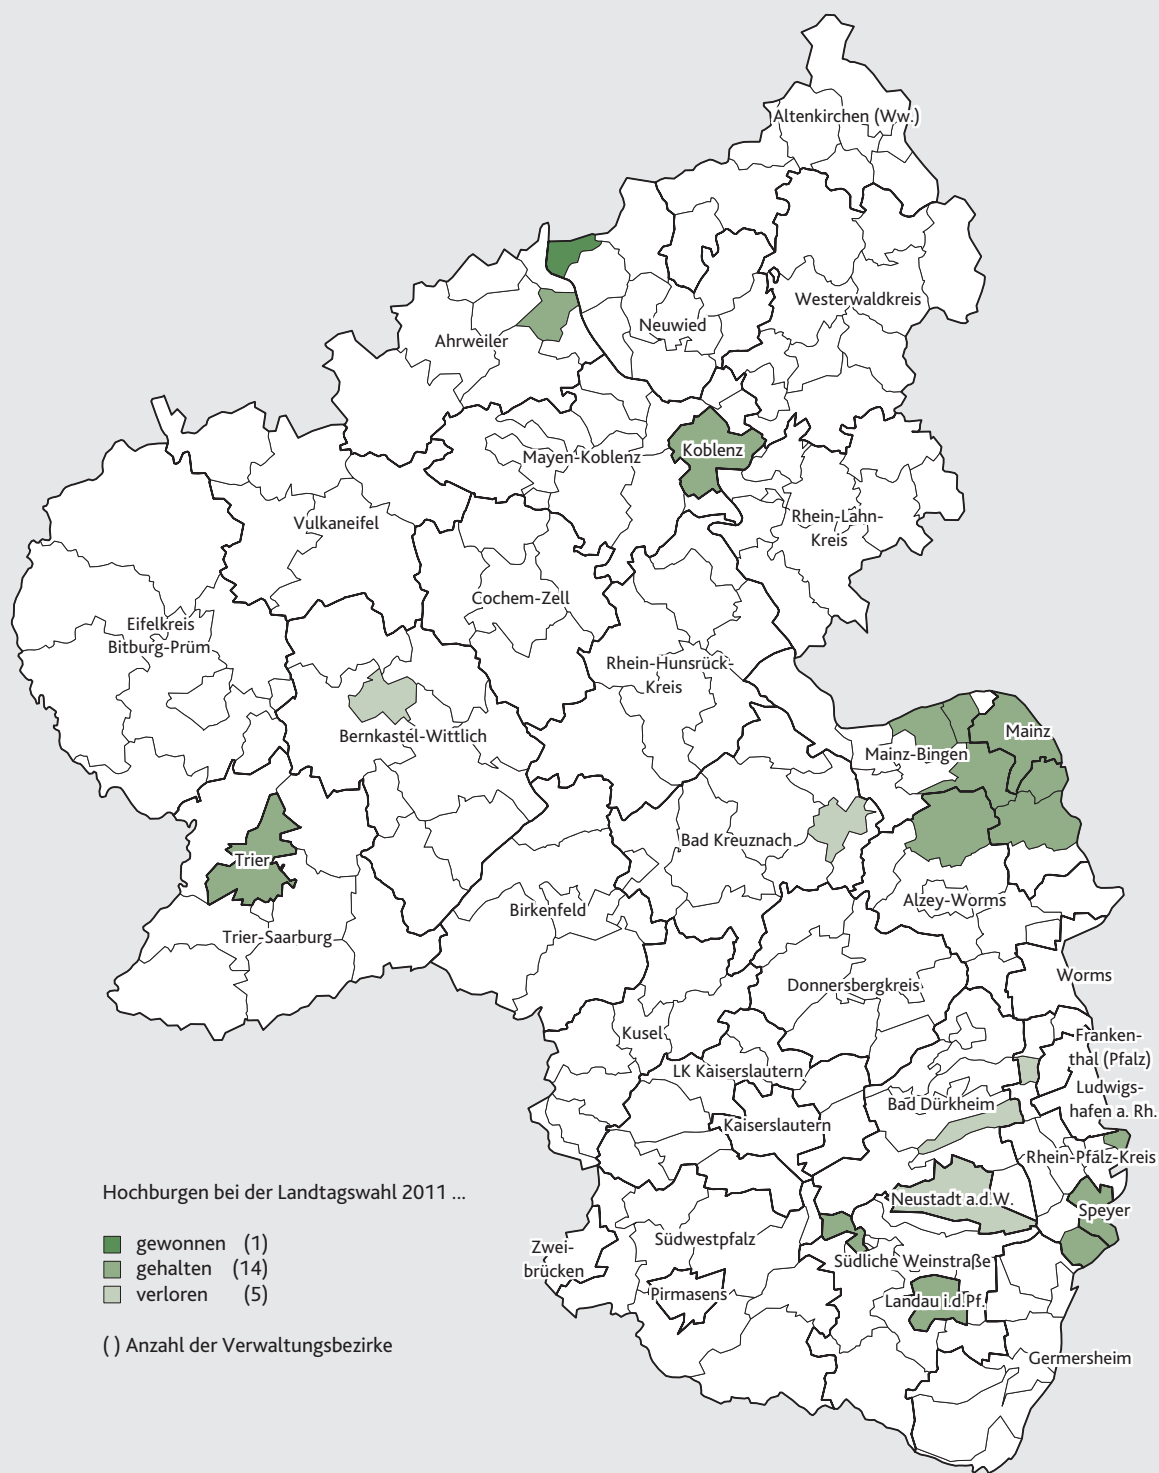 Altenkirchen (Ww.)
Westerwaldkreis
Neuwied
Ahrweiler
Koblenz
Mayen-Koblenz
Rhein-Lahn-
Kreis
Vulkaneifel
Cochem-Zell
Eifelkreis
Bitburg-Prüm
Rhein-Hunsrück-
Kreis
Bernkastel-Wittlich
Mainz
Mainz-Bingen
Bad Kreuznach
Trier
Alzey-Worms
Birkenfeld
Trier-Saarburg
Worms
Donnersbergkreis
Kusel
Franken-
thal (Pfalz)
LK Kaiserslautern
Ludwigs-
hafen a. Rh.
Bad Dürkheim
Kaiserslautern
Rhein-Pfalz-Kreis
Neustadt a.d.W.
Speyer
Südwestpfalz
Zwei-
brücken
Südliche Weinstraße
Pirmasens
Landau i.d.Pf.
Germersheim
Hochburgen bei der Landtagswahl 2011 ...
gewonnen (1)
gehalten (14)
verloren (5)
( ) Anzahl der Verwaltungsbezirke